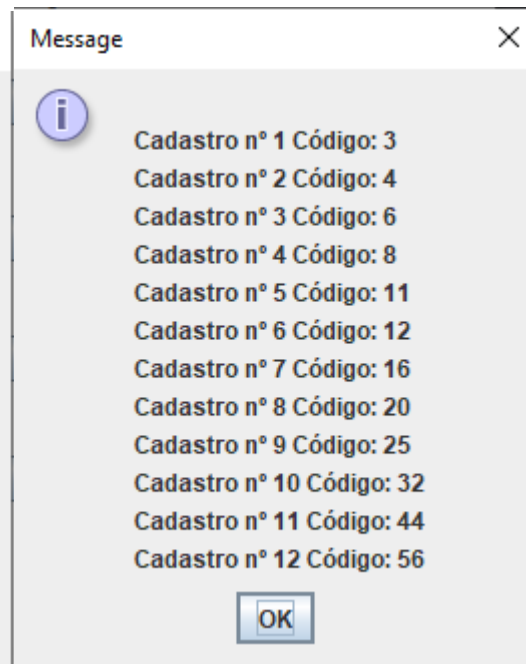 Message
Cadastro nº 1 Código: 3
Cadastro nº 2 Código: 4
Cadastro nº 3 Código: 6
Cadastro nº 4 Código: 8
Cadastro nº 5 Código: 11
Cadastro nº 6 Código: 12
Cadastro nº 7 Código: 16
Cadastro nº 8 Código: 20
Cadastro nº 9 Código: 25
Cadastro nº 10 Código: 32
Cadastro nº 11 Código: 44
Cadastro nº 12 Código: 56
OK